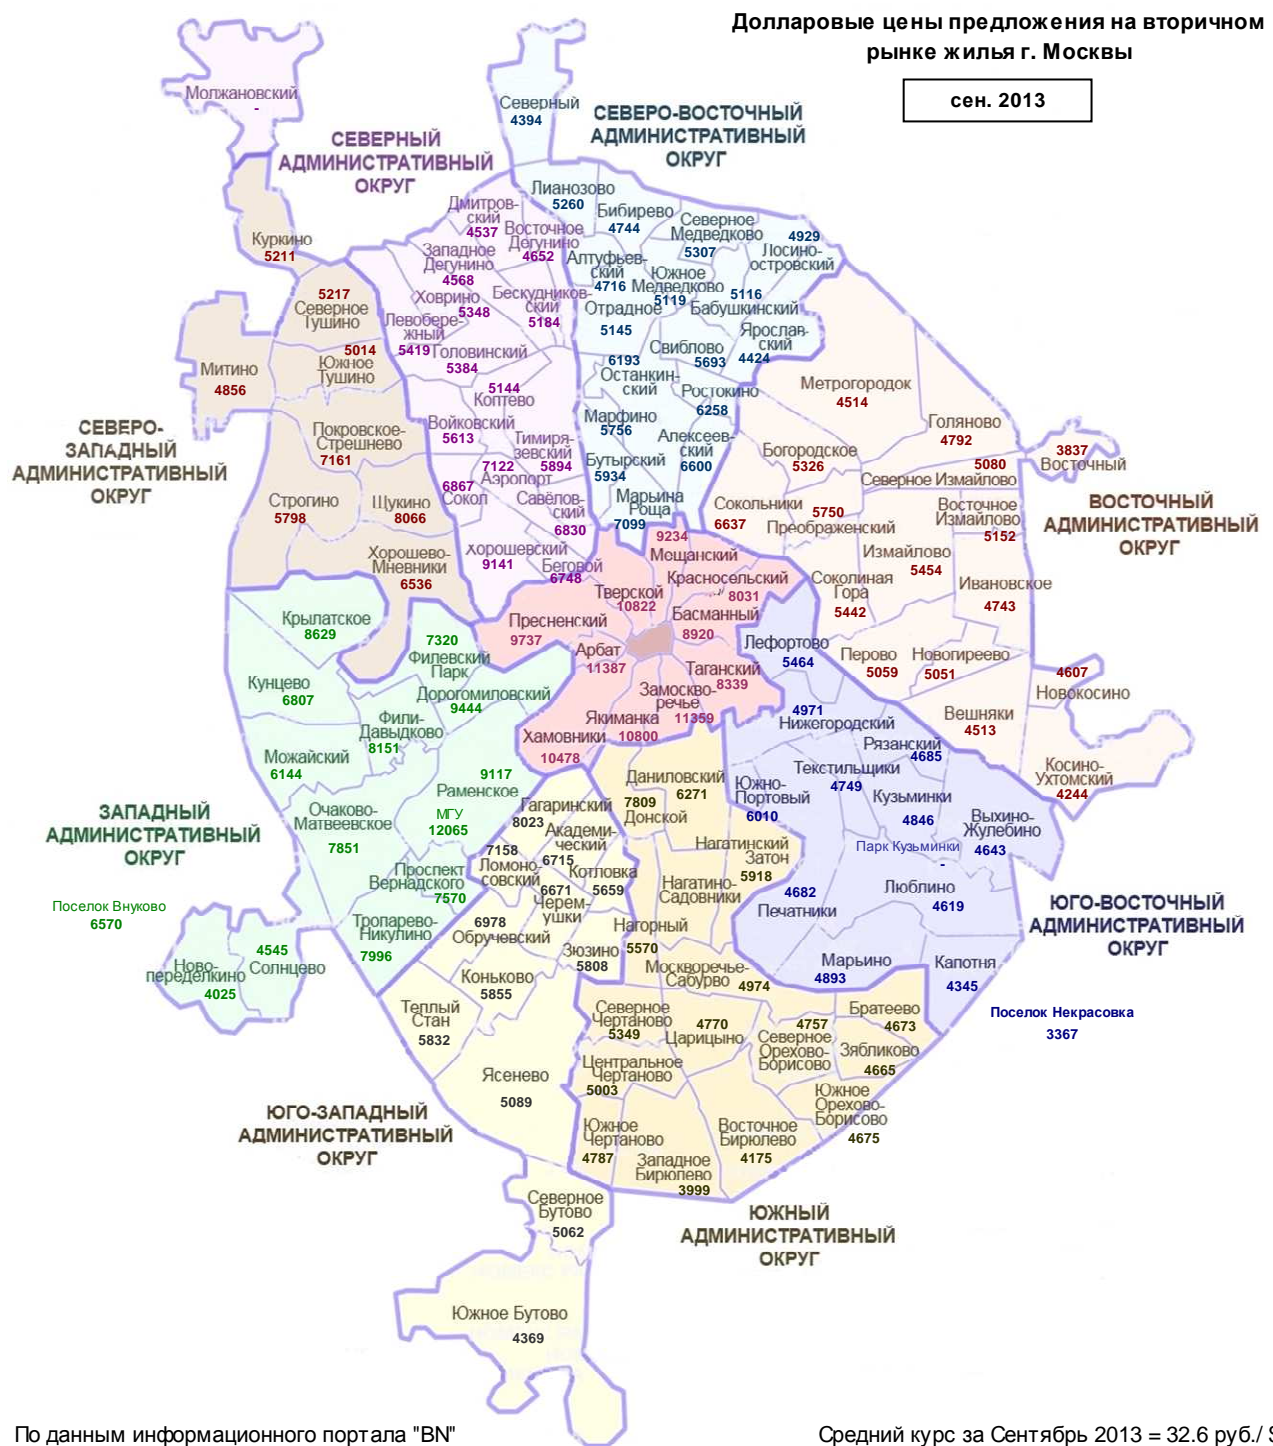 Долларовые цены предложения на вторичном
рынке жилья г. Москвы
сен. 2013
Молжановский
-
Северный
4394
СЕВЕРО-ВОСТОЧНЫЙ
АДМИНИСТРАТИВНЫЙ
ОКРУГ
СЕВЕРНЫЙ
АДМИНИСТРАТИВНЫЙ
ОКРУГ
Куркино
5211
Лианозово
5260
Бибирево
4744
Северное
Медведково
5307
4929
Лосино-
островский
Дмитров-
ский
4537
Восточное
Дегунино
4652
Западное
Дегунино
4568
Алтуфьев-
ский
4716
Южное
Медведково
5119
5116
Бабушкинский
Ховрино
5348
Бескудников-
ский
5184
Отрадное
5145
Ярослав-
ский
4424
5217
Северное
Тушино
Левобере-
жный
5419
Головинский
5384
Свиблово
5693
6193
Останкин-
ский
5014
Южное
Тушино
Митино
4856
5144
Коптево
Ростокино
6258
Метрогородок
4514
Голяново
4792
СЕВЕРО-
ЗАПАДНЫЙ
АДМИНИСТРАТИВНЫЙ
ОКРУГ
Покровское-
Стрешнево
7161
Войковский
5613
Тимиря-
зевский
5894
Марфино
5756
Алексеев-
ский
6600
Богородское
5326
5080
Северное Измайлово
3837
Восточный
7122
Аэропорт
Бутырский
5934
6867
Сокол
Савёлов-
ский
6830
Марьина
Роща
7099
Строгино
5798
Щукино
8066
Сокольники
6637
5750
Преображенский
Восточное
Измайлово
5152
ВОСТОЧНЫЙ
АДМИНИСТРАТИВНЫЙ
ОКРУГ
Хорошево-
Мневники
6536
Хорошевский
9141
Беговой
6748
9234
Мещанский
Красносельский
8031
Измайлово
5454
Соколиная
Гора
5442
Ивановское
4743
Тверской
10822
Басманный
8920
Пресненский
9737
Арбат
11387
Крылатское
8629
7320
Филевский
Парк
Лефортово
5464
Перово
5059
Новогиреево
5051
4607
Новокосино
Таганский
8339
Замоскво-
речье
11359
Кунцево
6807
Дорогомиловский
9444
Якиманка
10800
Хамовники
10478
4971
Нижегородский
Вешняки
4513
Фили-
Давыдково
8151
Можайский
6144
Рязанский
4685
Косино-
Ухтомский
4244
9117
Раменское
Даниловский
6271
Южно-
Портовый
6010
Текстильщики
4749
Кузьминки
4846
МГУ
12065
Гагаринский
8023
7809
Донской
Выхино-
Жулебино
4643
Очаково-
Матвеевское
7851
Академи-
ческий
6715
Нагатинский
Затон
5918
Парк Кузьминки
-
ЗАПАДНЫЙ
АДМИНИСТРАТИВНЫЙ
ОКРУГ
7158
Ломоно-
совский
Котловка
5659
Проспект
Вернадского
7570
6671
Черем-
ушки
Нагатино-
Садовники
4682
Печатники
Люблино
4619
ЮГО-ВОСТОЧНЫЙ
АДМИНИСТРАТИВНЫЙ
ОКРУГ
Поселок Внуково
6570
Тропарево-
Никулино
7996
6978
Обручевский
Нагорный
5570
4545
Солнцево
Зюзино
5808
Ново-
переделкино
4025
Коньково
5855
Москворечье-
Сабурво
4974
Марьино
4893
Капотня
4345
Теплый
Стан
5832
Северное
Чертаново
5349
4770
Царицыно
4757
Северное
Орехово-
Борисово
Братеево
4673
Поселок Некрасовка
3367
Зябликово
4665
Ясенево
5089
Центральное
Чертаново
5003
Южное
Орехово-
Борисово
4675
ЮГО-ЗАПАДНЫЙ
АДМИНИСТРАТИВНЫЙ
ОКРУГ
Южное
Чертаново
4787
Восточное
Бирюлево
4175
Западное
Бирюлево
3999
Северное
Бутово
5062
ЮЖНЫЙ
АДМИНИСТРАТИВНЫЙ
ОКРУГ
Южное Бутово
4369
По данным информационного портала "BN"
Средний курс за Сентябрь 2013 = 32.6 руб./ $